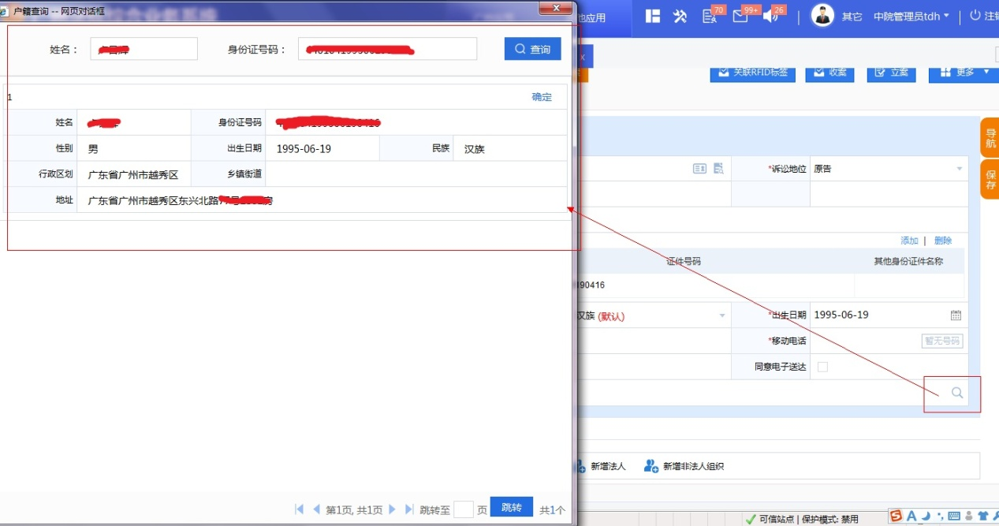 户籍查询 -- 网页对话框
x
他应用
70
99+
26
其它
中院管理员tdh
姓名：
身份证号码：
查询
关联RFID标签
收案
立案
更多
1
确定
姓名
身份证号码
性别
男
出生日期
1995-06-19
民族
汉族
行政区划
广东省广州市越秀区
乡镇街道
地址
广东省广州市越秀区东兴北路
房
导航
保存
*诉讼地位
原告
添加 | 删除
证件号码
其他身份证件名称
190416
汉族 (默认)
*出生日期
1995-06-19
*移动电话
暂无号码
同意电子送达
新增法人
新增非法人组织
第1页, 共1页
跳转至
页
跳转
共1个
可信站点 | 保护模式: 禁用